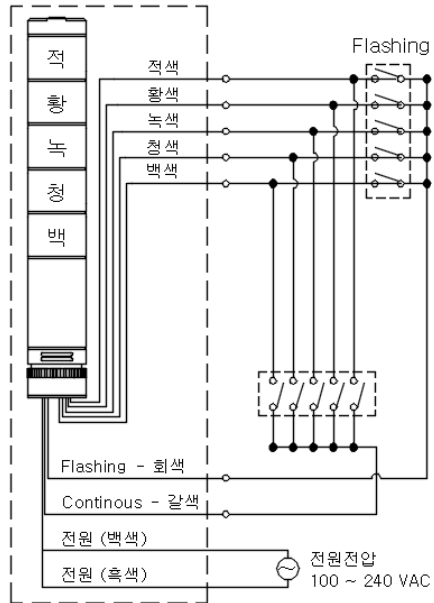 Flashing
적
황
녹
청
백
적색
황색
녹색
청색
백색
Flashing - 회색
Continous - 갈색
전원 (백색)
전원 (흑색)
전원전압
100 ~ 240 VAC